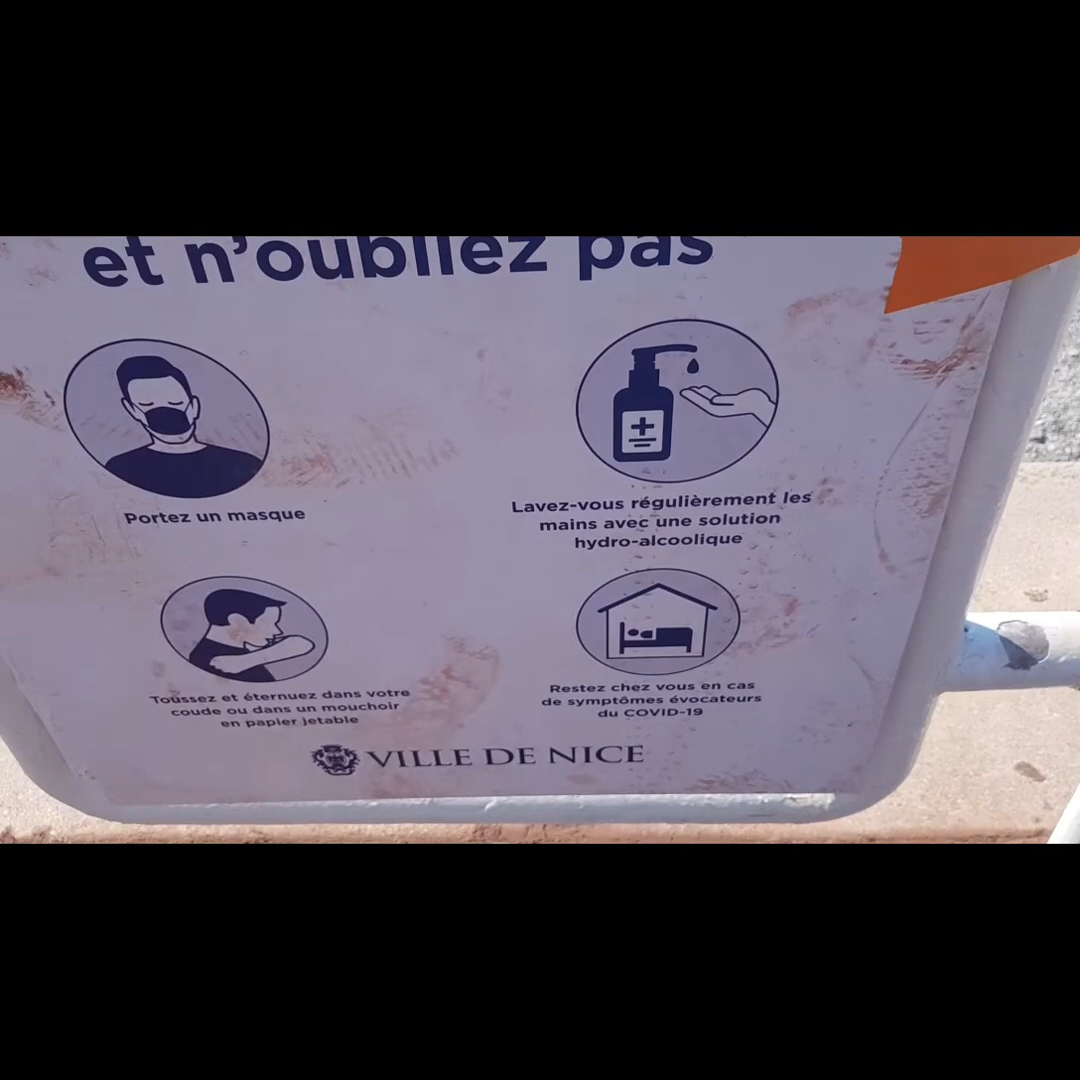 et n'oubliez pas
Portez un masque
Lavez-vous régulièrement les
mains avec une solution
hydro-alcoolique
Toussez et éternuez dans votre
coude ou dans un mouchoir
en papier jetable
Restez chez vous en cas
de symptômes évocateurs
du COVID-19
VILLE DE NICE